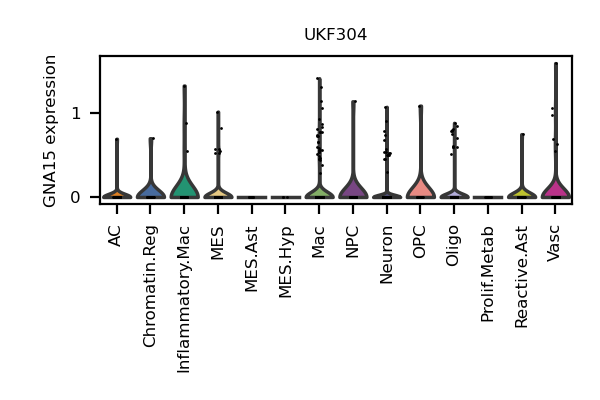 UKF304
GNA15 expression
1
0
AC
Chromatin.Reg
Inflammatory.Mac
MES
MES.Ast
MES.Hyp
Mac
NPC
Neuron
OPC
Oligo
Prolif.Metab
Reactive.Ast
Vasc